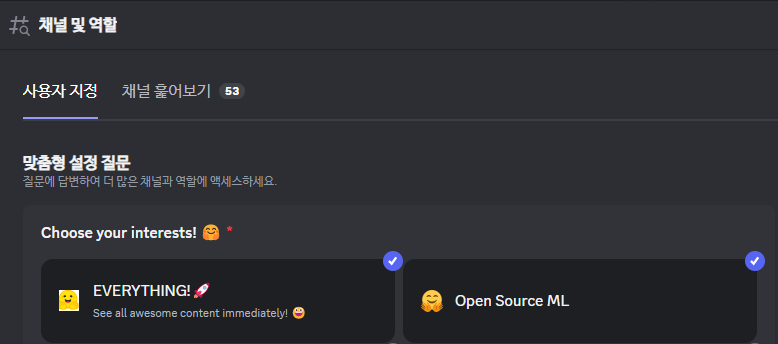 채널 및 역할
사용자 지정 채널 훑어보기 53
맞춤형 설정 질문
질문에 답변하여 더 많은 채널과 역할에 액세스하세요.
Choose your interests! 🤗 *
EVERYTHING! 🚀
See all awesome content immediately! 🤪
🤗 Open Source ML